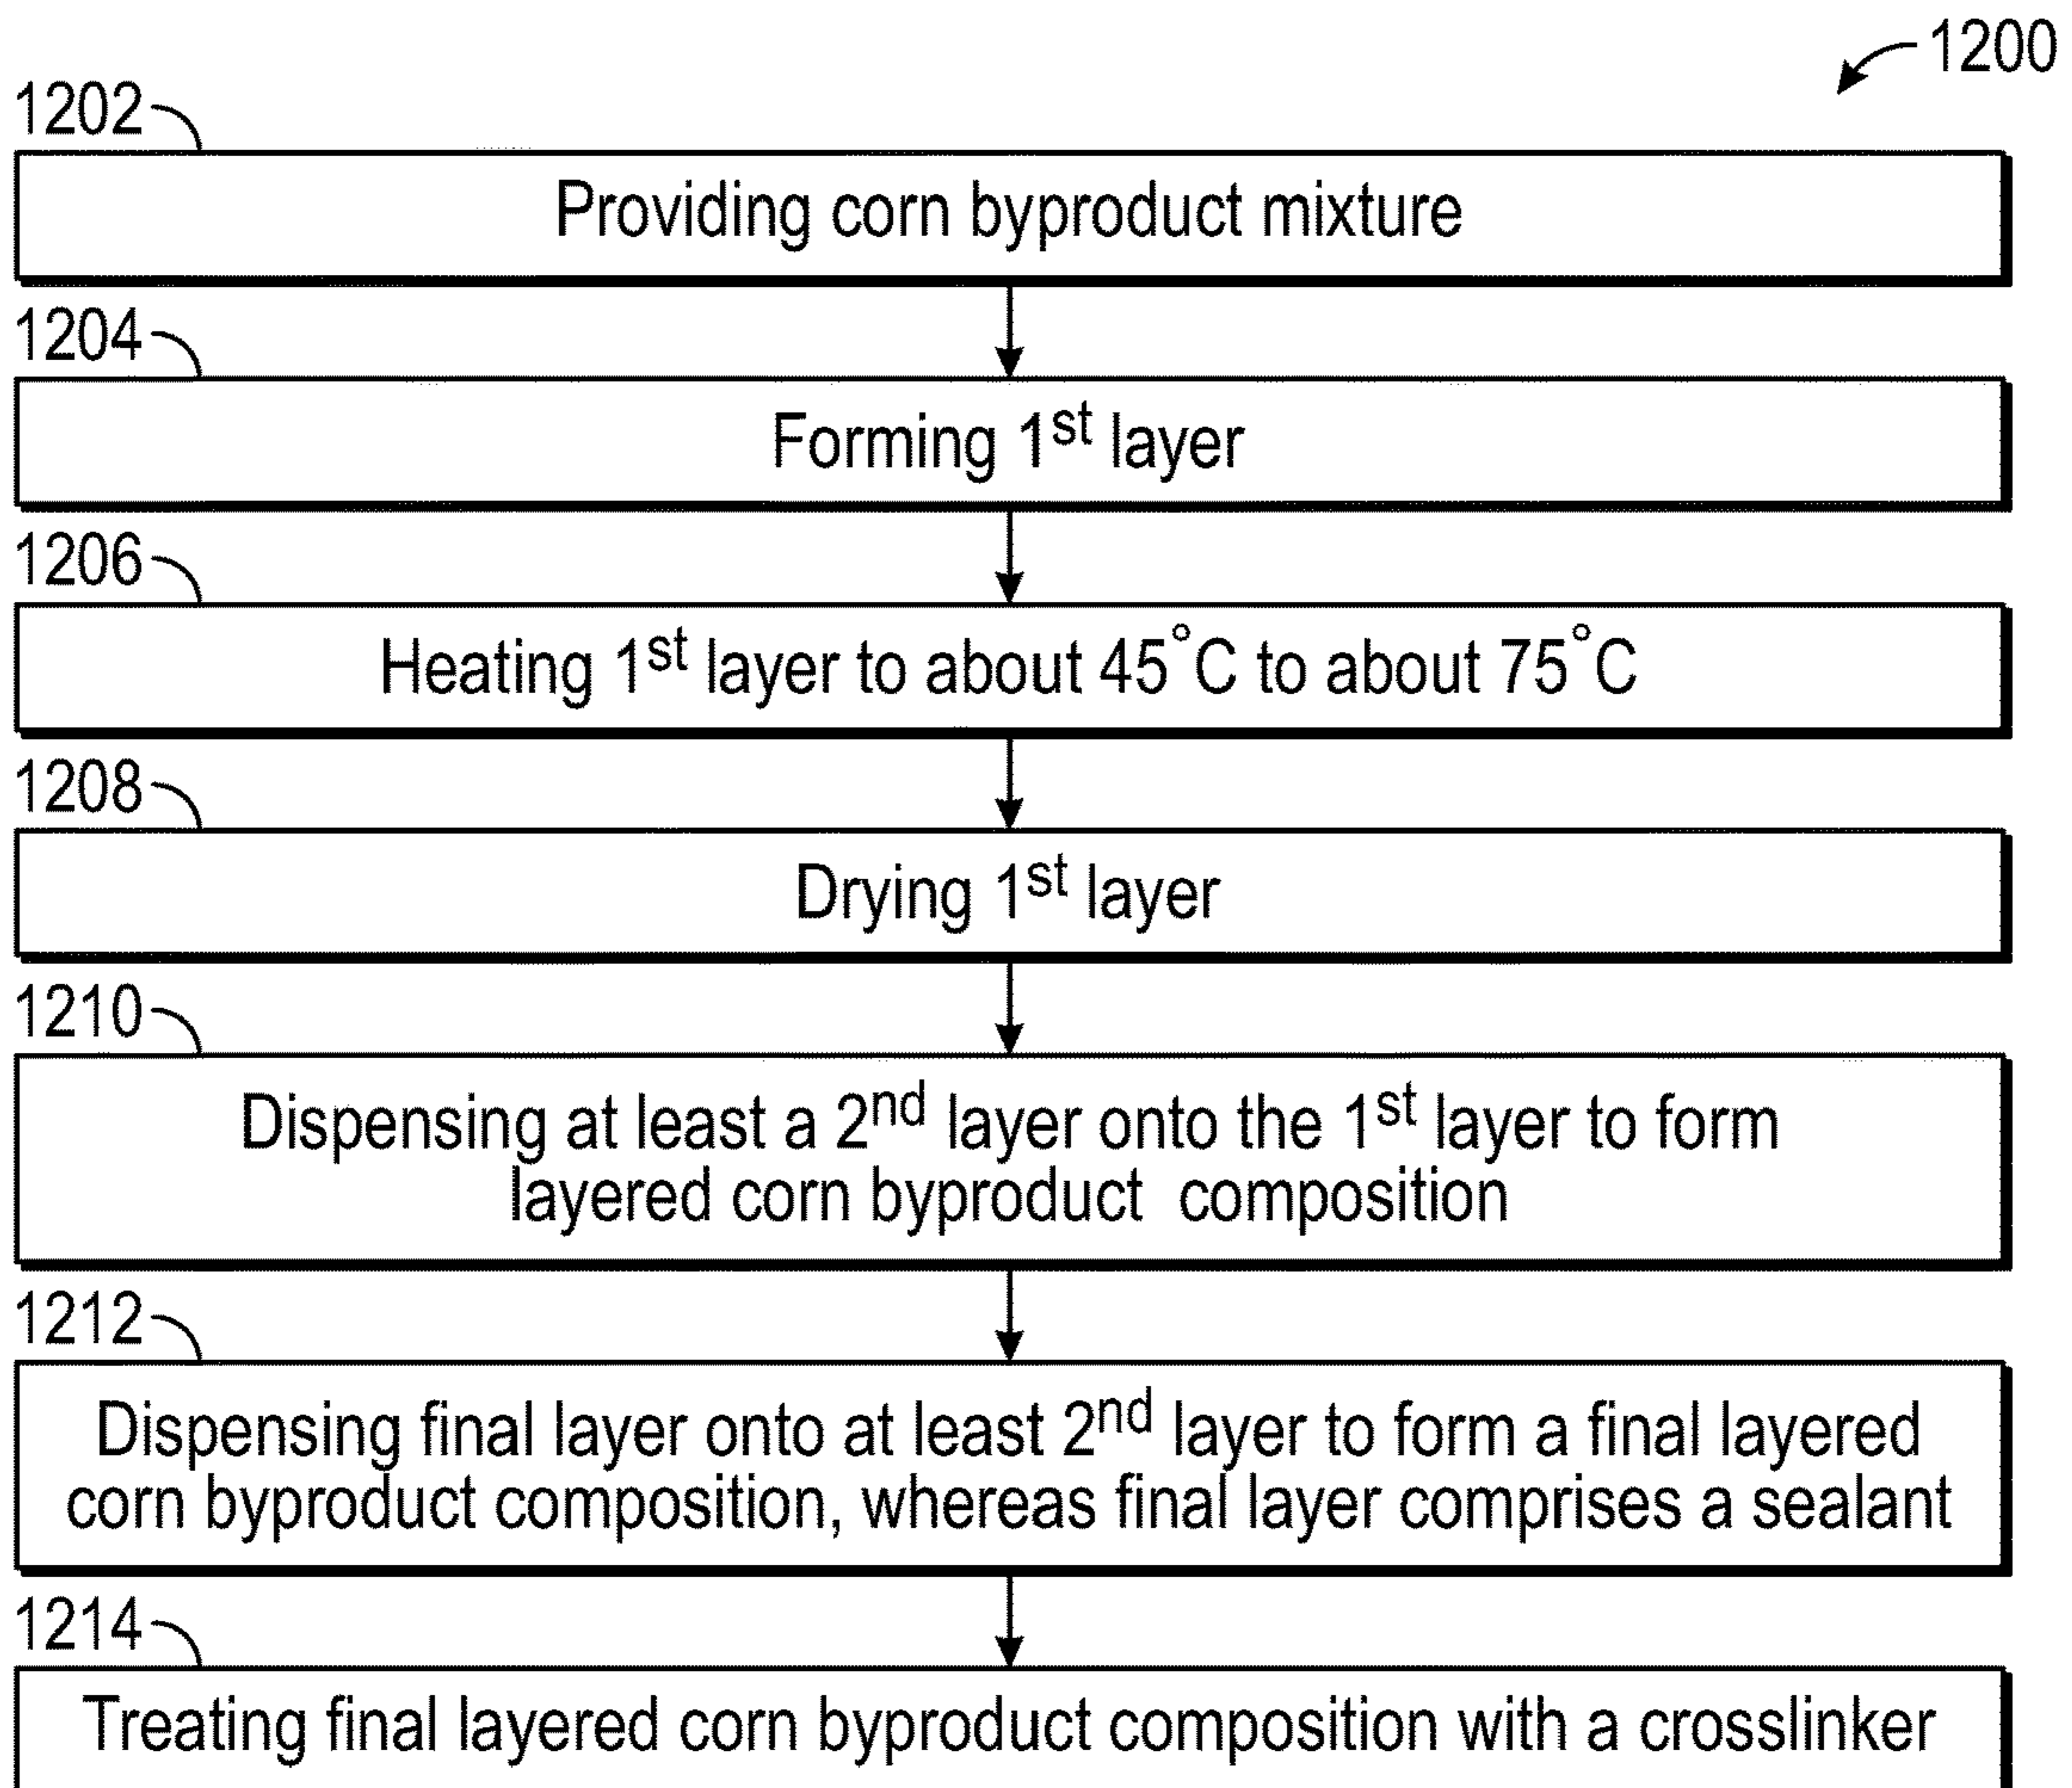 1200
1202
Providing corn byproduct mixture
1204
Forming 1st layer
1206
Heating 1st layer to about 45°C to about 75°C
1208
Drying 1st layer
1210
Dispensing at least a 2nd layer onto the 1st layer to form
layered corn byproduct composition
1212
Dispensing final layer onto at least 2nd layer to form a final layered
corn byproduct composition, whereas final layer comprises a sealant
1214
Treating final layered corn byproduct composition with a crosslinker